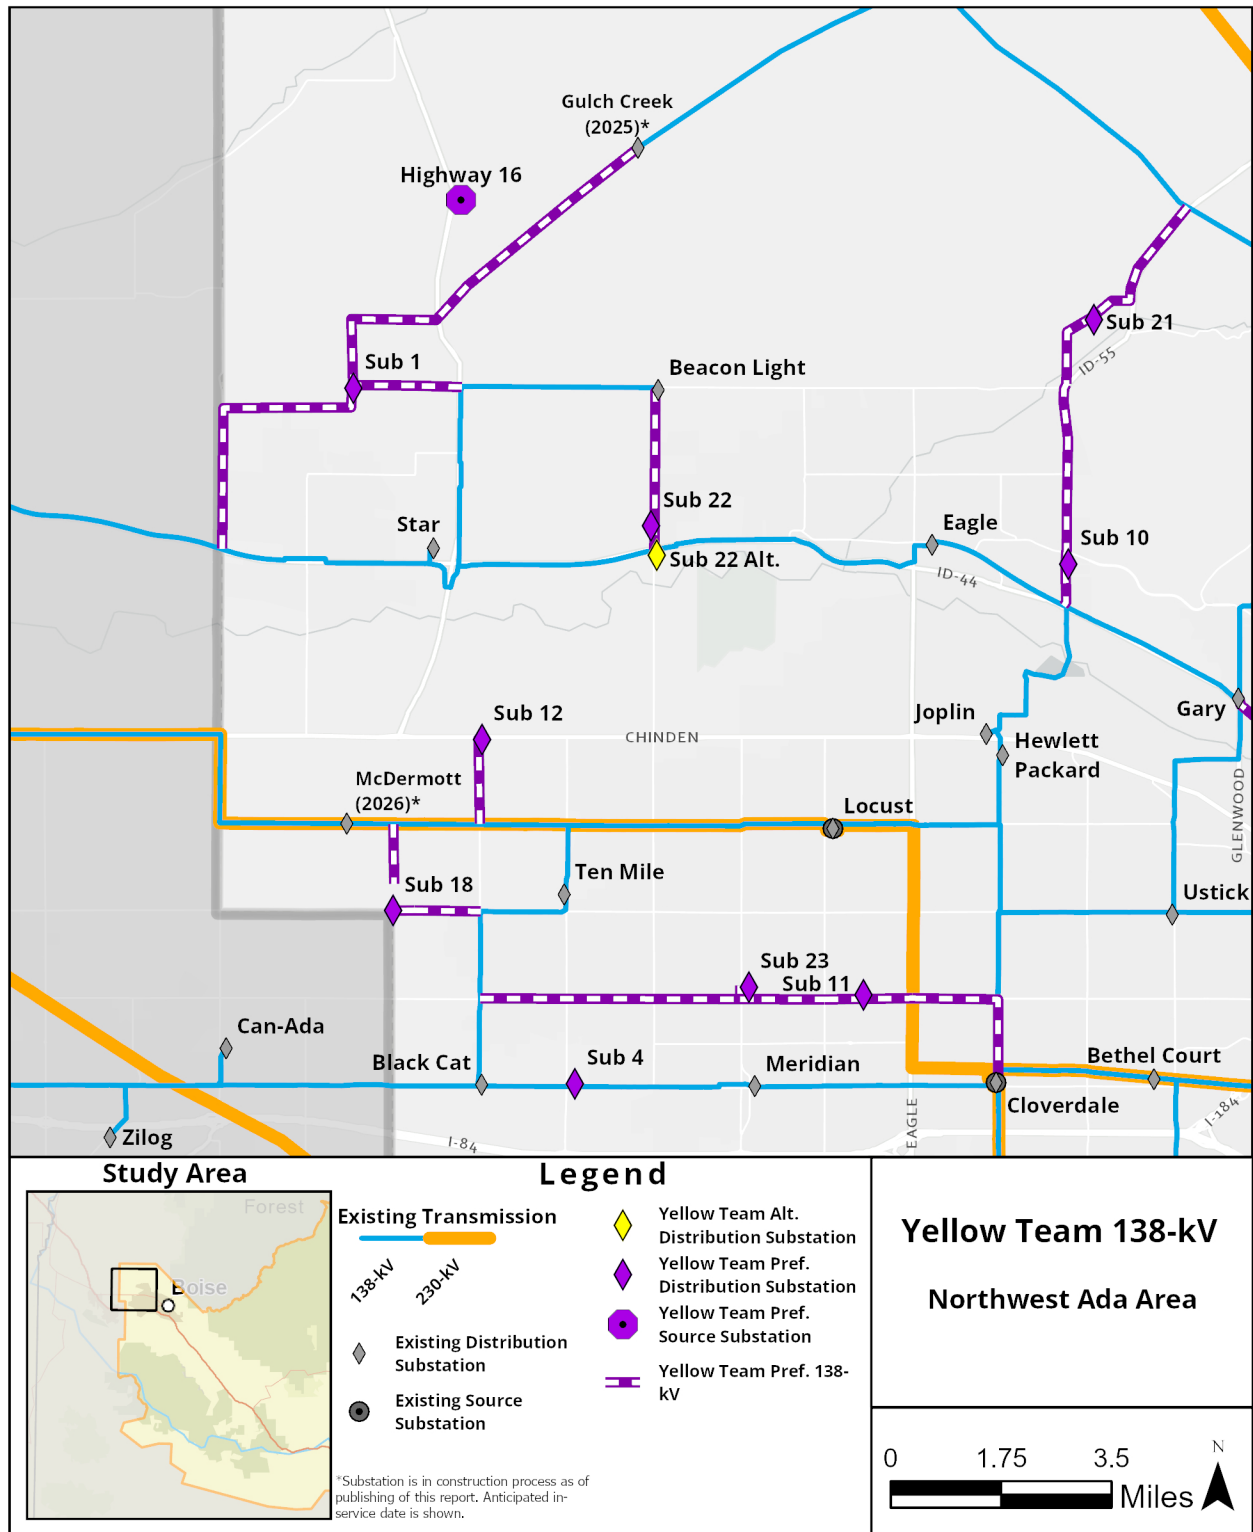 Gulch Creek
(2025)*
Highway 16
Sub 21
ID-55
Sub 1
Beacon Light
Sub 22
Star
Eagle
Sub 10
Sub 22 Alt.
ID-44
Sub 12
Joplin
Gary
CHINDEN
Hewlett
Packard
McDermott
(2026)*
Locust
GLENWOOD
Ten Mile
Sub 18
Ustick
Sub 23
Sub 11
Can-Ada
Black Cat
Sub 4
Meridian
Bethel Court
Cloverdale
EAGLE
I-184
Zilog
I-84
Study Area
Forest
Boise
Legend
Existing Transmission
138-kV
230-kV
Existing Distribution
Substation
Existing Source
Substation
*Substation is in construction process as of
publishing of this report. Anticipated in-
service date is shown.
Yellow Team Alt.
Distribution Substation
Yellow Team Pref.
Distribution Substation
Yellow Team Pref.
Source Substation
Yellow Team Pref. 138-
kV
Yellow Team 138-kV
Northwest Ada Area
0 1.75 3.5
Miles
N